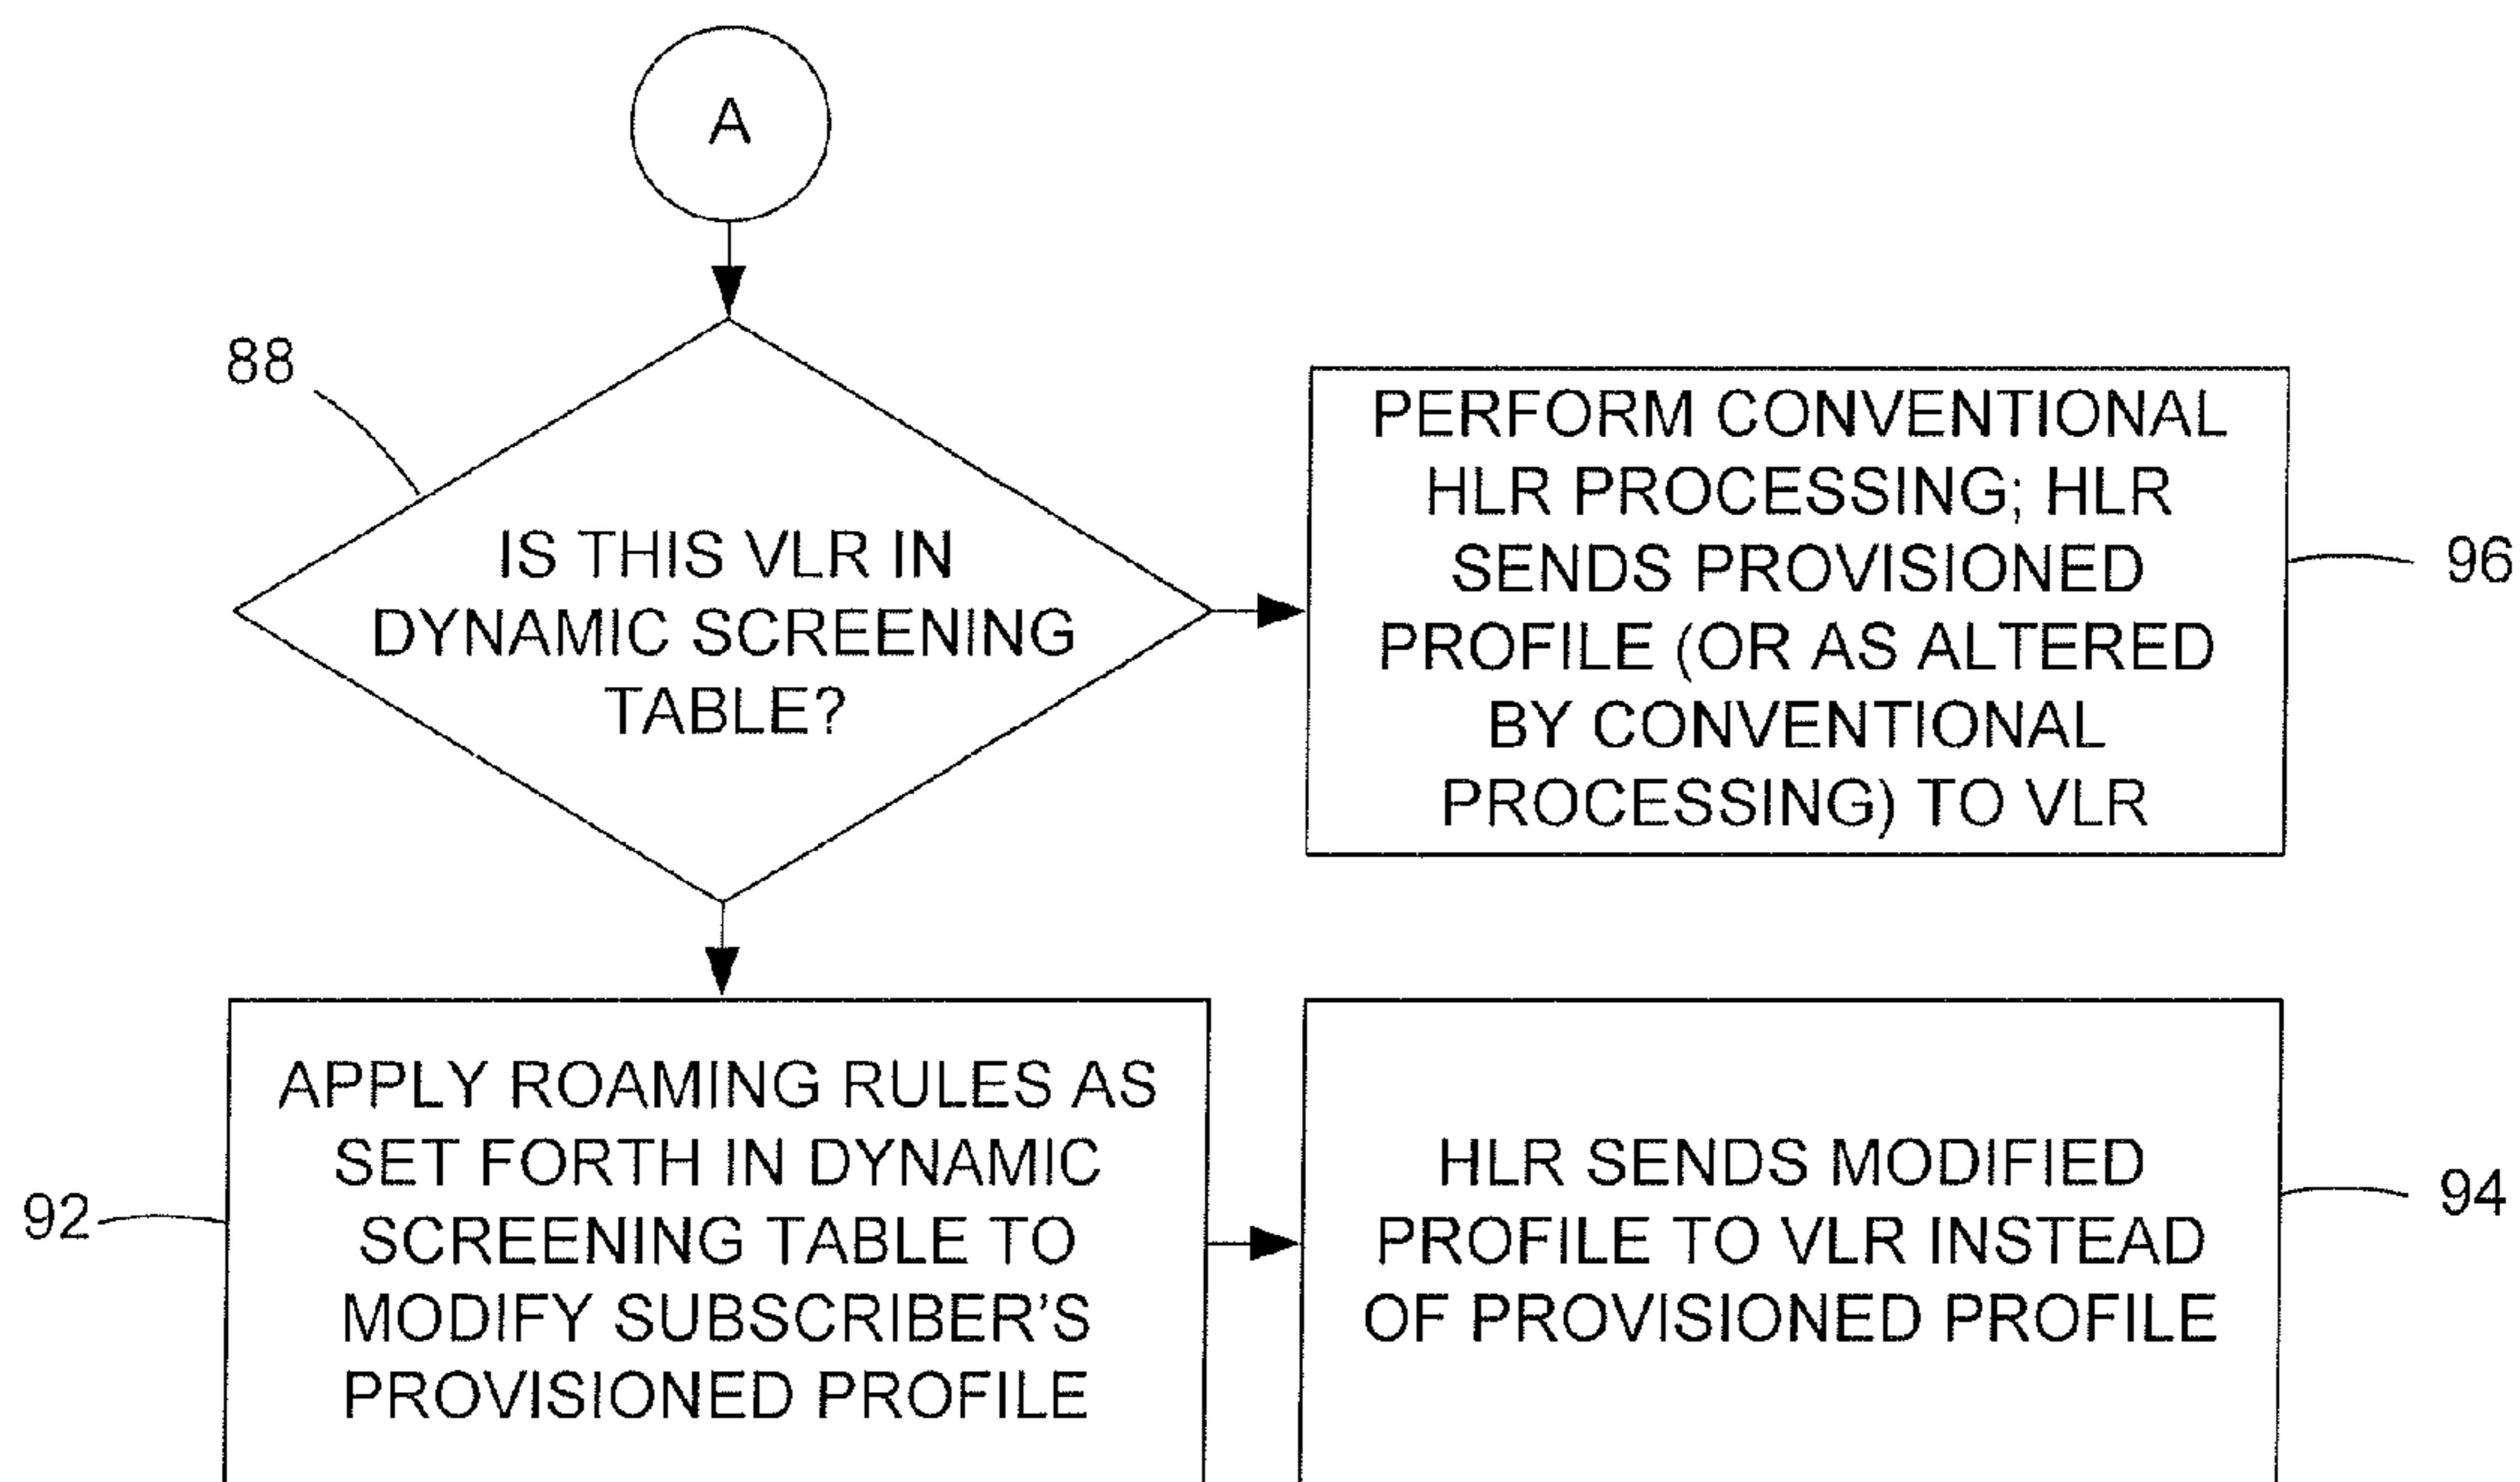 A
88
IS THIS VLR IN
DYNAMIC SCREENING
TABLE?
PERFORM CONVENTIONAL
HLR PROCESSING; HLR
SENDS PROVISIONED
PROFILE (OR AS ALTERED
BY CONVENTIONAL
PROCESSING) TO VLR
96
92
APPLY ROAMING RULES AS
SET FORTH IN DYNAMIC
SCREENING TABLE TO
MODIFY SUBSCRIBER'S
PROVISIONED PROFILE
HLR SENDS MODIFIED
PROFILE TO VLR INSTEAD
OF PROVISIONED PROFILE
94